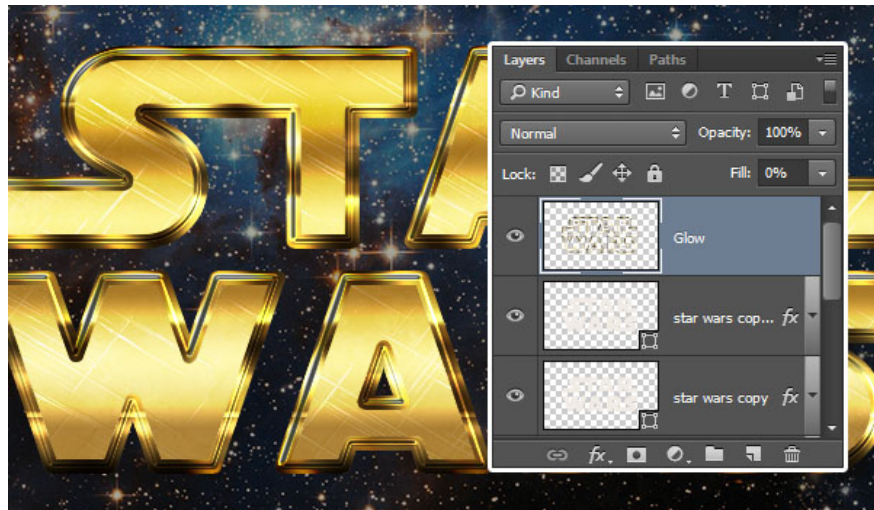 STA
WARS
Layers Channels Paths
Kind
Normal Opacity: 100%
Lock: Fill: 0%
Glow
star wars cop... fx
star wars copy fx
fx.